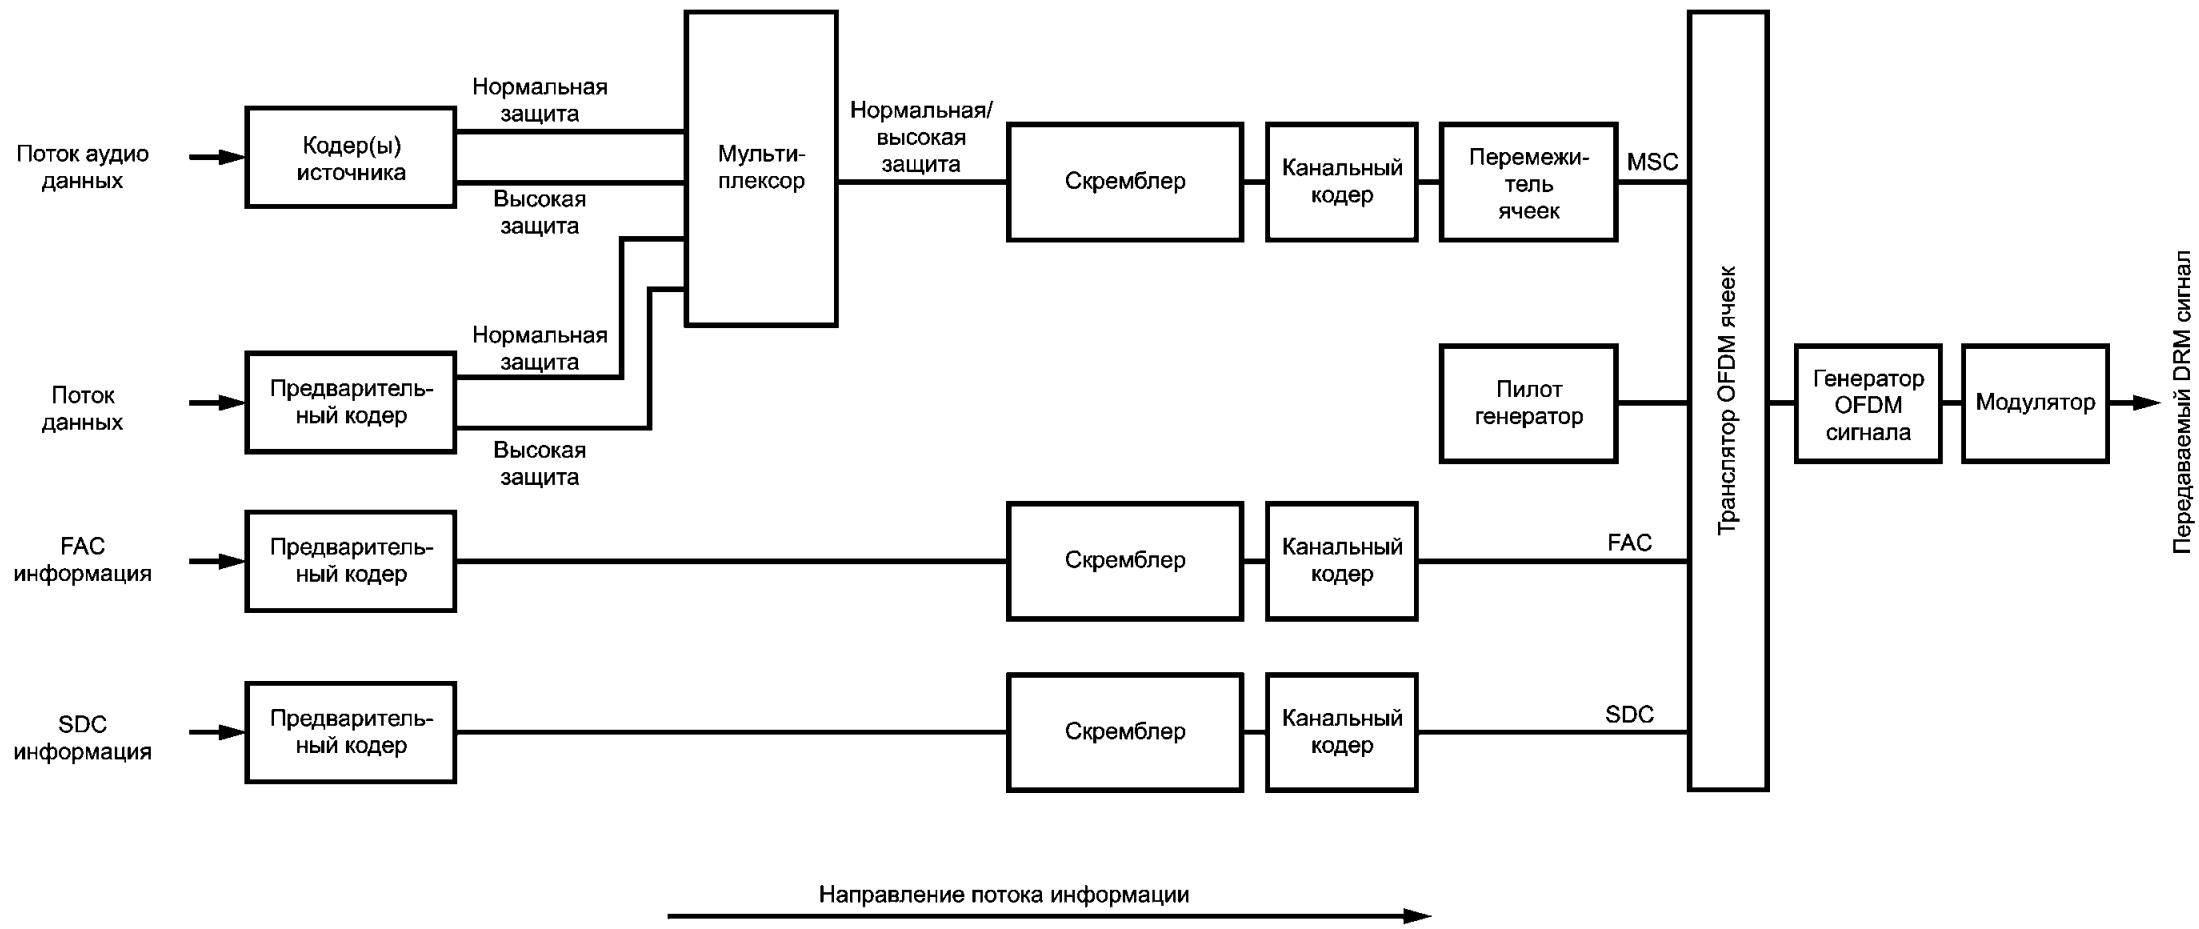 Поток аудио
данных
Кодер(ы)
источника
Нормальная
защита
Высокая
защита
Мульти-
плексор
Нормальная/
высокая
защита
Скремблер
Канальный
кодер
Перемежи-
тель
ячеек
MSC
Поток
данных
Предваритель-
ный кодер
Нормальная
защита
Высокая
защита
Пилот
генератор
Транслятор OFDM ячеек
Генератор
OFDM
сигнала
Модулятор
Передаваемый DRM сигнал
FAC
информация
Предваритель-
ный кодер
Скремблер
Канальный
кодер
FAC
SDC
информация
Предваритель-
ный кодер
Скремблер
Канальный
кодер
SDC
Направление потока информации